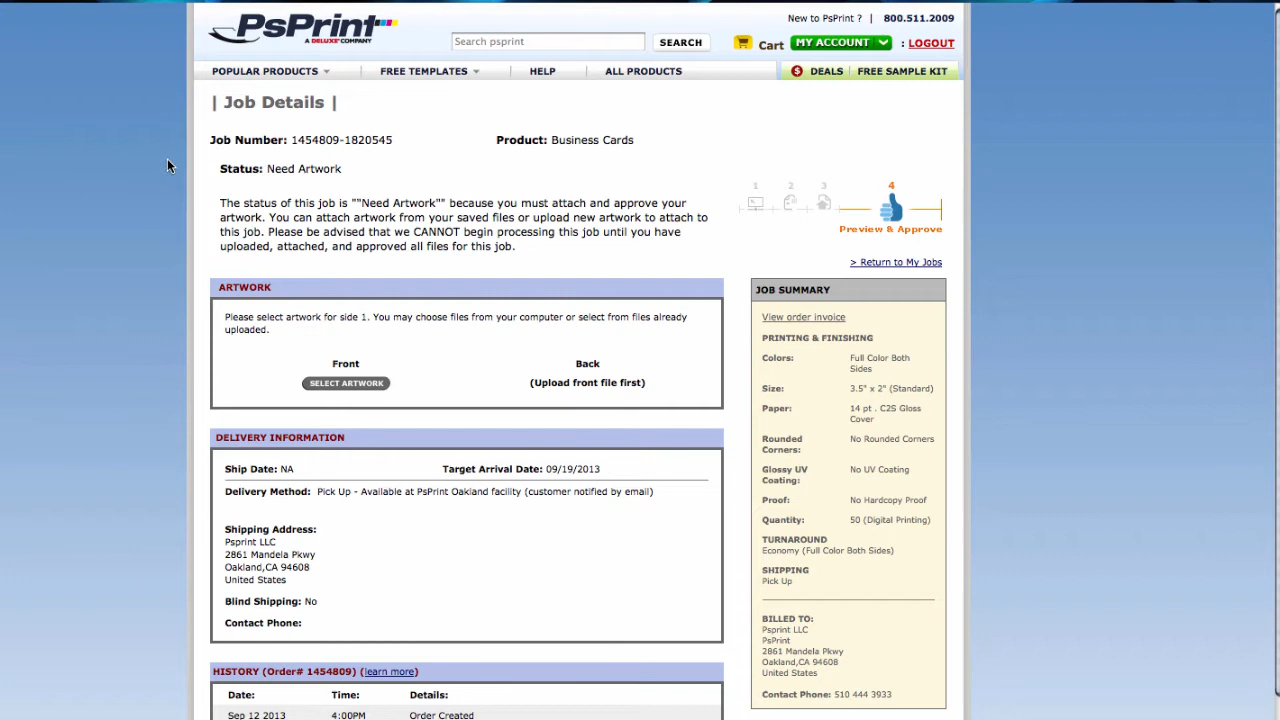 PsPrint
A DELUXE COMPANY
Search psprint
SEARCH
New to PsPrint ? | 800.511.2009
Cart
MY ACCOUNT
: LOGOUT
POPULAR PRODUCTS
FREE TEMPLATES
HELP
ALL PRODUCTS
$ DEALS
FREE SAMPLE KIT
| Job Details |
Job Number: 1454809-1820545
Product: Business Cards
Status: Need Artwork
The status of this job is ""Need Artwork"" because you must attach and approve your
artwork. You can attach artwork from your saved files or upload new artwork to attach to
this job. Please be advised that we CANNOT begin processing this job until you have
uploaded, attached, and approved all files for this job.
1 2 3 4
Preview & Approve
> Return to My Jobs
ARTWORK
Please select artwork for side 1. You may choose files from your computer or select from files already
uploaded.
Front
Back
SELECT ARTWORK
(Upload front file first)
DELIVERY INFORMATION
Ship Date: NA
Target Arrival Date: 09/19/2013
Delivery Method: Pick Up - Available at PsPrint Oakland facility (customer notified by email)
Shipping Address:
Psprint LLC
2861 Mandela Pkwy
Oakland,CA 94608
United States
Blind Shipping: No
Contact Phone:
HISTORY (Order# 1454809) (learn more)
Date: Time: Details:
Sep 12 2013 4:00PM Order Created
JOB SUMMARY
View order invoice
PRINTING & FINISHING
Colors: Full Color Both
Sides
Size: 3.5" x 2" (Standard)
Paper: 14 pt . C2S Gloss
Cover
Rounded No Rounded Corners
Corners:
Glossy UV No UV Coating
Coating:
Proof: No Hardcopy Proof
Quantity: 50 (Digital Printing)
TURNAROUND
Economy (Full Color Both Sides)
SHIPPING
Pick Up
BILLED TO:
Psprint LLC
PsPrint
2861 Mandela Pkwy
Oakland,CA 94608
United States
Contact Phone: 510 444 3933